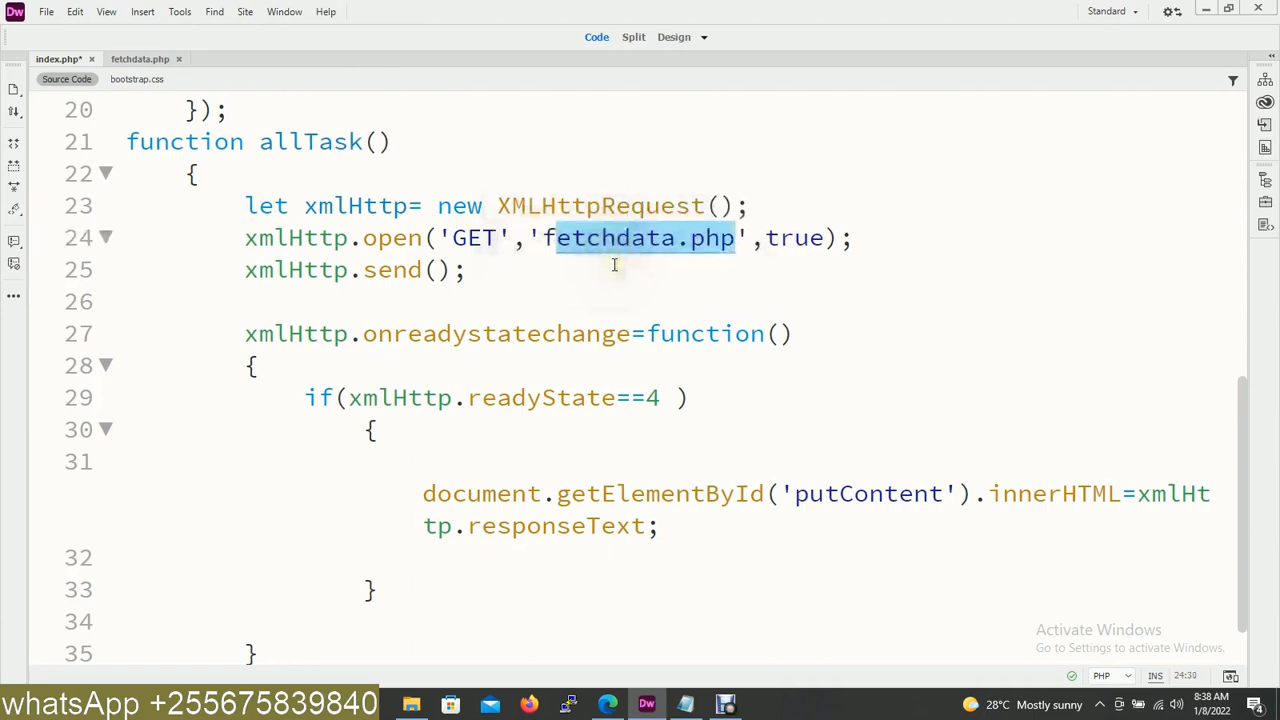 Dw File Edit View Insert Tools Find Site Window Help Standard
Code Split Design
index.php* × fetchdata.php ×
Source Code bootstrap.css
20 });
21 function allTask()
22 {
23 let xmlHttp= new XMLHttpRequest();
24 xmlHttp.open('GET','fetchdata.php',true);
25 xmlHttp.send();
26
27 xmlHttp.onreadystatechange=function()
28 {
29 if(xmlHttp.readyState==4 )
30 {
31
document.getElementById('putContent').innerHTML=xmlHt
tp.responseText;
32
33 }
34
35 }
Activate Windows
Go to Settings to activate Windows.
PHP INS 24:30
whatsApp +255675839840
Dw
28°C Mostly sunny
8:38 AM
1/8/2022
4